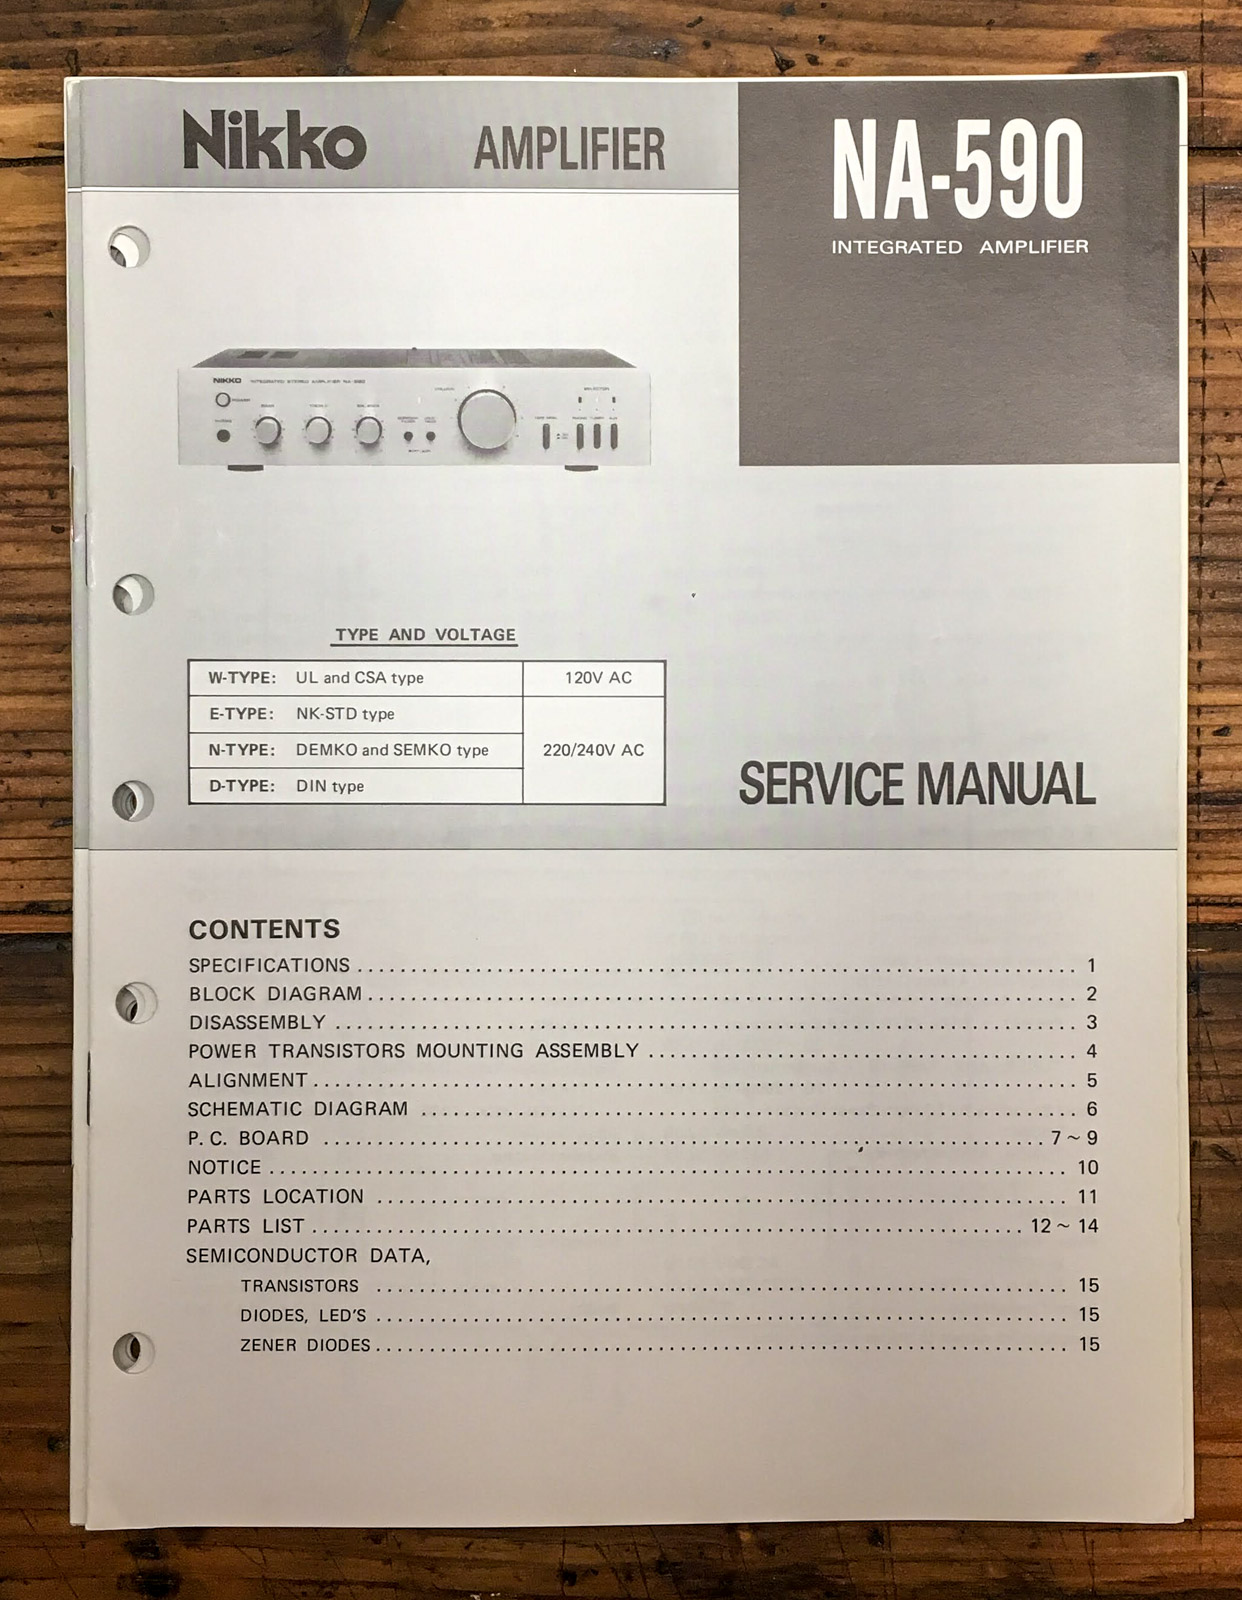 Nikko AMPLIFIER
NA-590
INTEGRATED AMPLIFIER
NIKKO INTEGRATED STEREO AMPLIFIER
TYPE AND VOLTAGE
W-TYPE: UL and CSA type 120V AC
E-TYPE: NK-STD type
N-TYPE: DEMKO and SEMKO type 220/240V AC
D-TYPE: DIN type
SERVICE MANUAL
CONTENTS
SPECIFICATIONS 1
BLOCK DIAGRAM 2
DISASSEMBLY 3
POWER TRANSISTORS MOUNTING ASSEMBLY 4
ALIGNMENT 5
SCHEMATIC DIAGRAM 6
P. C. BOARD 7 ~ 9
NOTICE 10
PARTS LOCATION 11
PARTS LIST 12 ~ 14
SEMICONDUCTOR DATA,
TRANSISTORS 15
DIODES, LED'S 15
ZENER DIODES 15